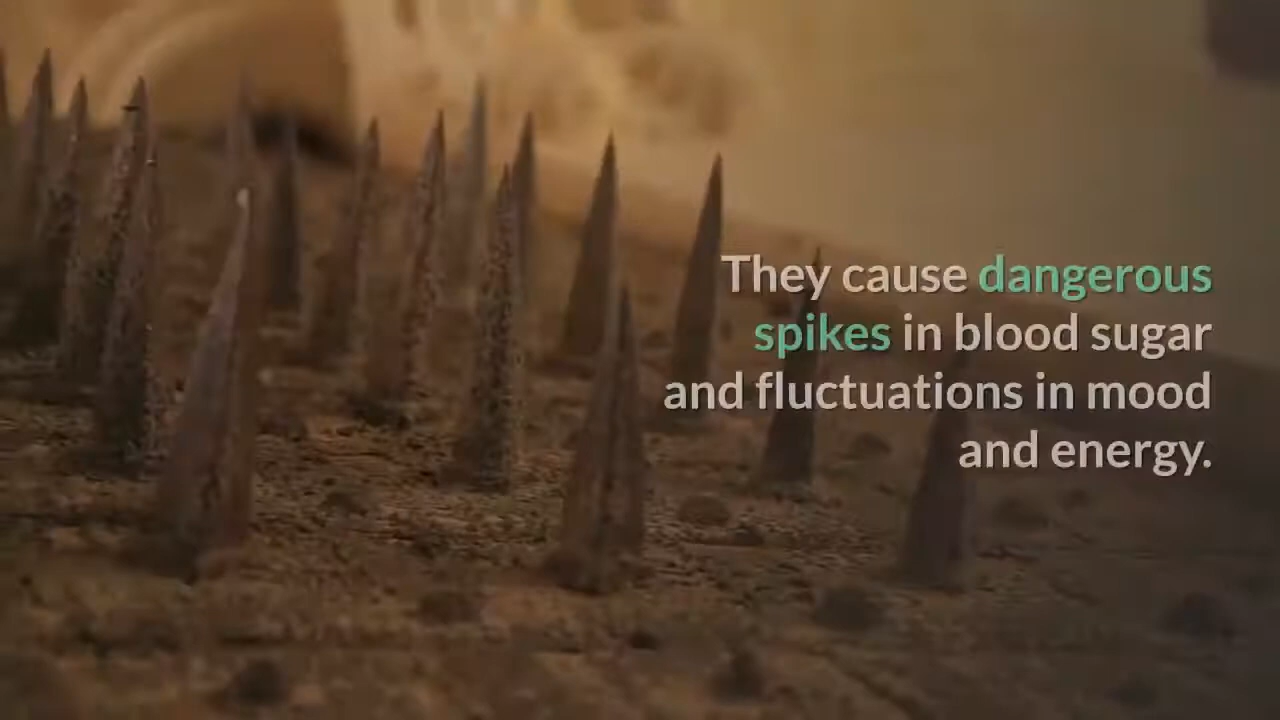 They cause dangerous
spikes in blood sugar
and fluctuations in mood
and energy.